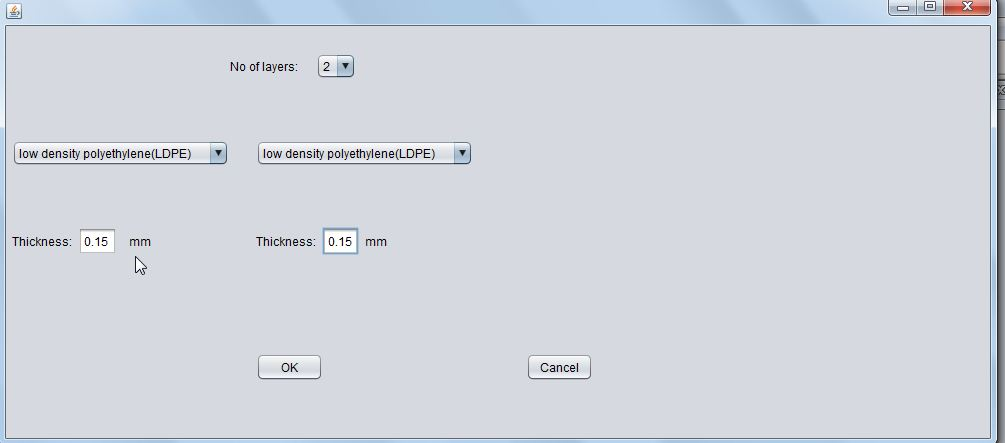 No of layers: 2
low density polyethylene(LDPE) low density polyethylene(LDPE)
Thickness: 0.15 mm Thickness: 0.15 mm
OK Cancel